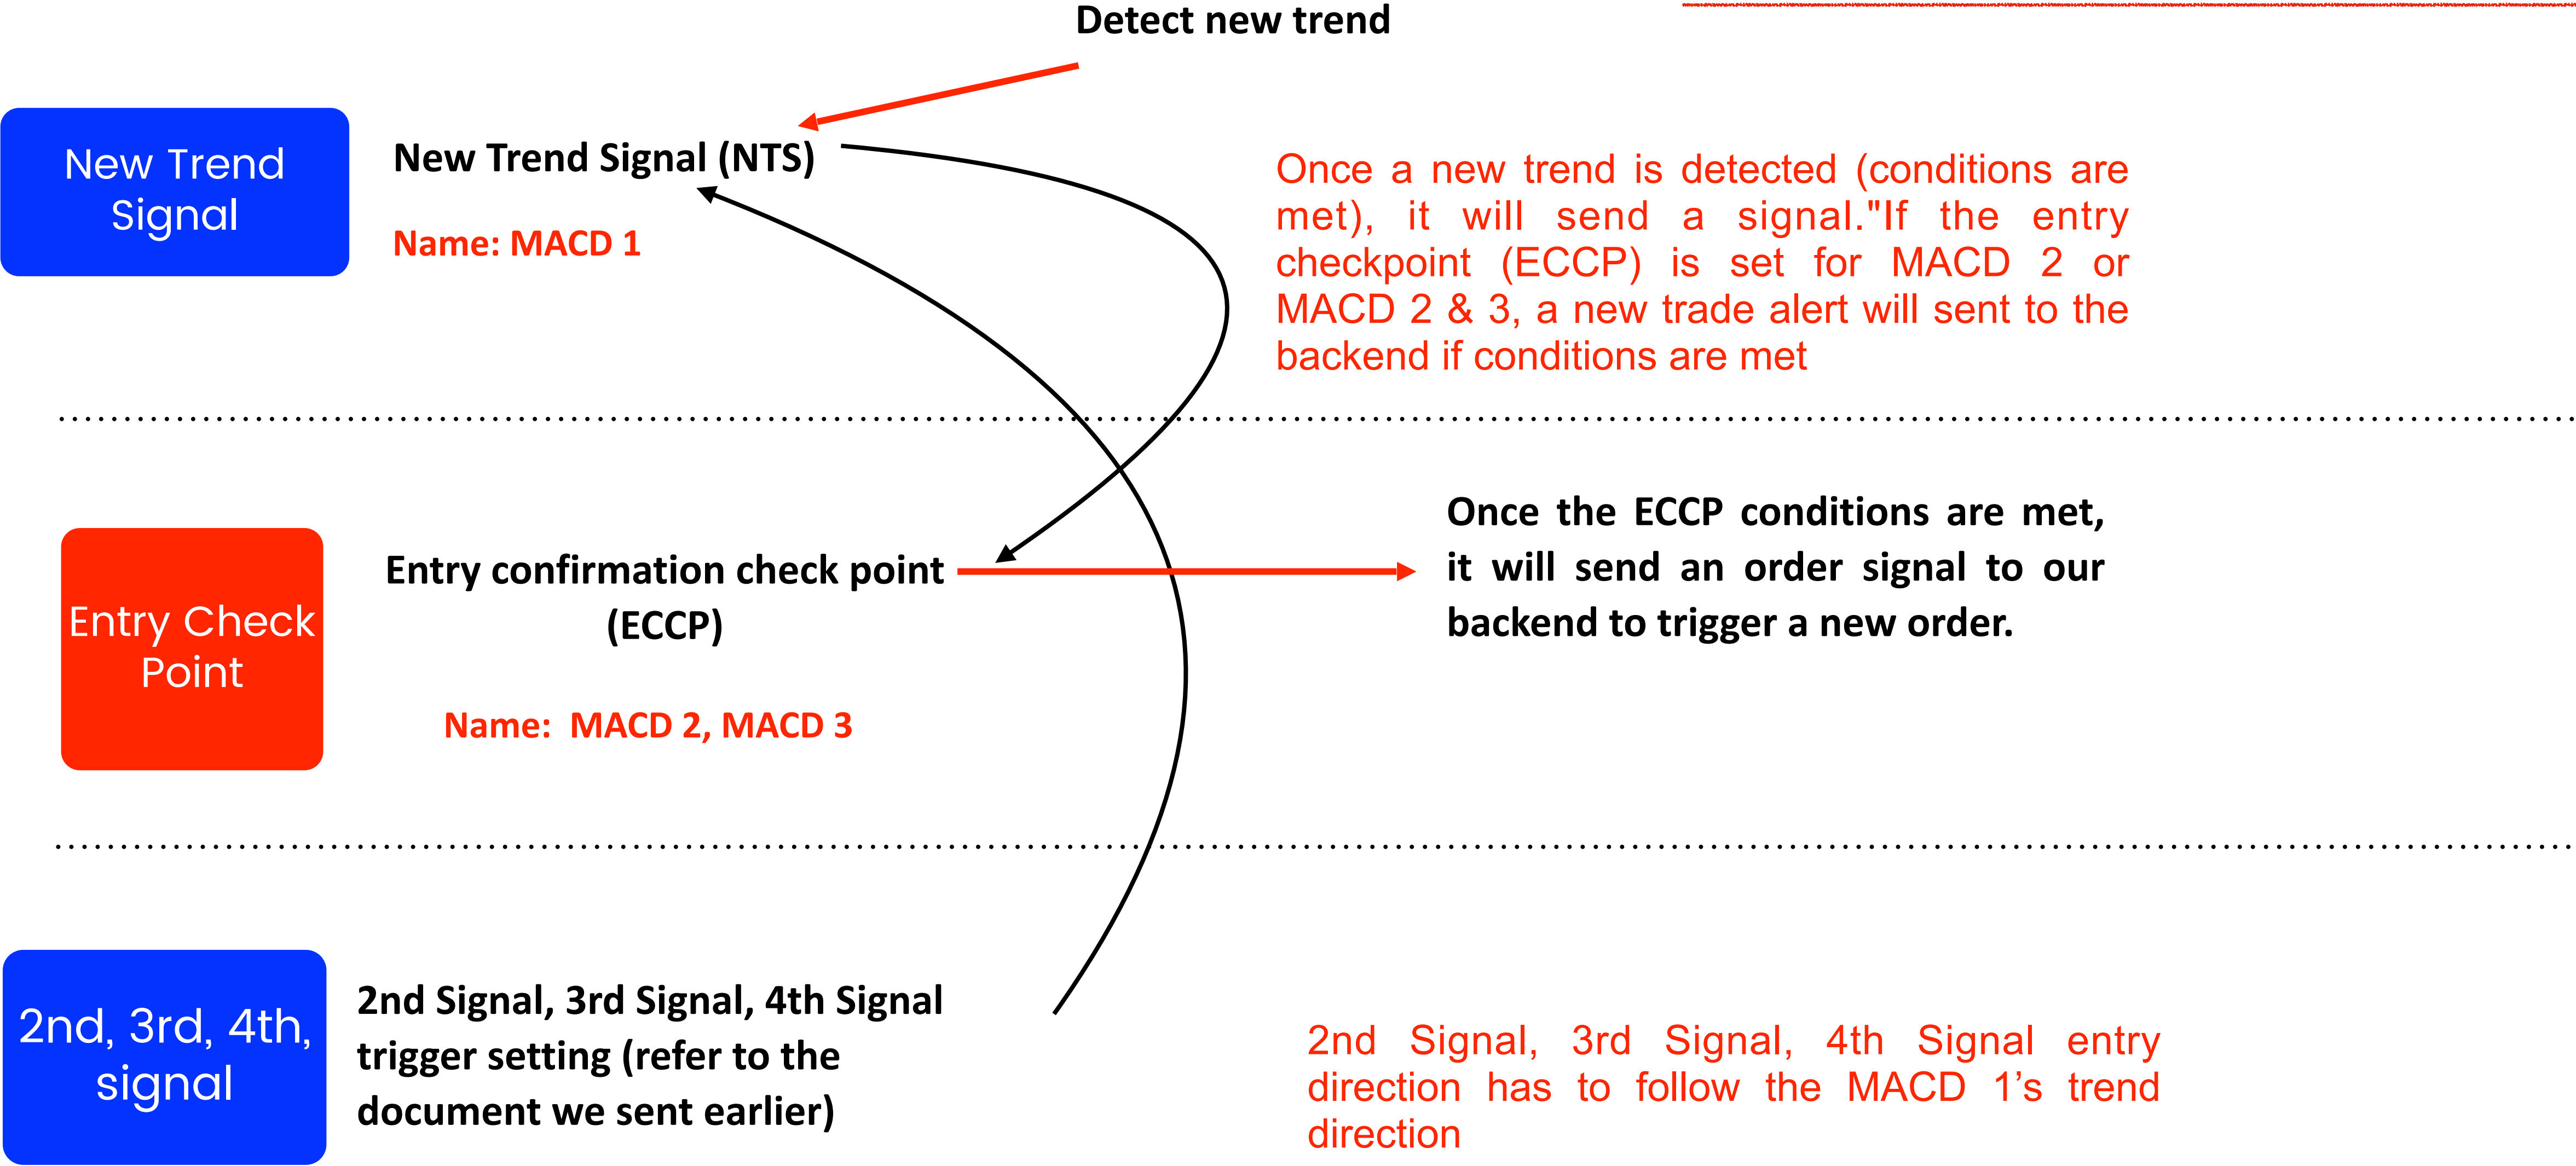 Detect new trend
New Trend
Signal
New Trend Signal (NTS)
Name: MACD 1
Once a new trend is detected (conditions are
met), it will send a signal."If the entry
checkpoint (ECCP) is set for MACD 2 or
MACD 2 & 3, a new trade alert will sent to the
backend if conditions are met
Entry Check
Point
Entry confirmation check point
(ECCP)
Name: MACD 2, MACD 3
Once the ECCP conditions are met,
it will send an order signal to our
backend to trigger a new order.
2nd, 3rd, 4th,
signal
2nd Signal, 3rd Signal, 4th Signal
trigger setting (refer to the
document we sent earlier)
2nd Signal, 3rd Signal, 4th Signal entry
direction has to follow the MACD 1’s trend
direction